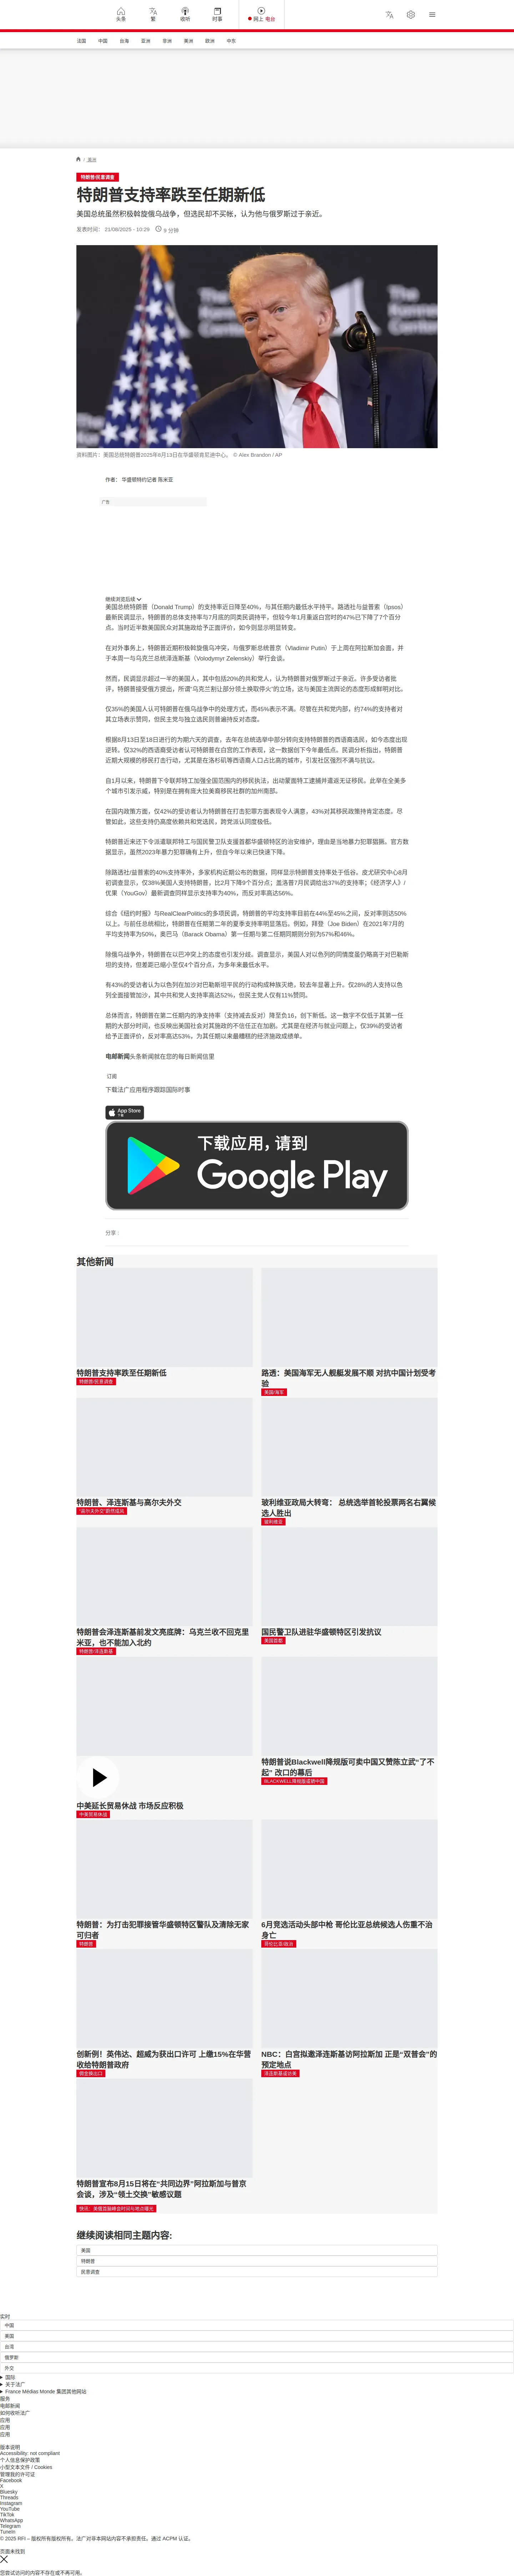 头条
繁
收听
时事
网上 电台
法国
中国
台海
亚洲
非洲
美洲
欧洲
中东
/ 美洲
特朗普/民意调查
特朗普支持率跌至任期新低
美国总统虽然积极斡旋俄乌战争，但选民却不买帐，认为他与俄罗斯过于亲近。
发表时间： 21/08/2025 - 10:29
资料图片：美国总统特朗普2025年8月13日在华盛顿肯尼迪中心。 © Alex Brandon / AP
作者： 华盛顿特约记者 陈米亚
广告
继续浏览后续
美国总统特朗普（Donald Trump）的支持率近日降至40%，与其任期内最低水平持平。路透社与益普索（Ipsos）
最新民调显示，特朗普的总体支持率与7月底的同类民调持平，但较今年1月重返白宫时的47%已下降了7个百分
点。当时近半数美国民众对其施政给予正面评价，如今则显示明显转变。
在对外事务上，特朗普近期积极斡旋俄乌冲突，与俄罗斯总统普京（Vladimir Putin）于上周在阿拉斯加会面，并
于本周一与乌克兰总统泽连斯基（Volodymyr Zelenskiy）举行会谈。
然而，民调显示超过一半的美国人，其中包括20%的共和党人，认为特朗普对俄罗斯过于亲近。许多受访者批
评，特朗普接受俄方提出，所谓“乌克兰割让部分领土换取停火”的立场，这与美国主流舆论的态度形成鲜明对比。
仅35%的美国人认可特朗普在俄乌战争中的处理方式，而45%表示不满。尽管在共和党内部，约74%的支持者对
其立场表示赞同，但民主党与独立选民则普遍持反对态度。
根据8月13日至18日进行的为期六天的调查，去年在总统选举中部分转向支持特朗普的西语裔选民，如今态度出现
逆转。仅32%的西语裔受访者认可特朗普在白宫的工作表现，这一数据创下今年最低点。民调分析指出，特朗普
近期大规模的移民打击行动，尤其是在洛杉矶等西语裔人口占比高的城市，引发社区强烈不满与抗议。
自1月以来，特朗普下令联邦特工加强全国范围内的移民执法，出动蒙面特工逮捕并遣返无证移民。此举在全美多
个城市引发示威，特别是在拥有庞大拉美裔移民社群的加州南部。
在国内政策方面，仅42%的受访者认为特朗普在打击犯罪方面表现令人满意，43%对其移民政策持肯定态度。尽
管如此，这些支持仍高度依赖共和党选民，跨党派认同度极低。
特朗普近来还下令派遣联邦特工与国民警卫队支援首都华盛顿特区的治安维护，理由是当地暴力犯罪猖獗。官方数
据显示，虽然2023年暴力犯罪确有上升，但自今年以来已快速下降。
除路透社/益普索的40%支持率外，多家机构近期公布的数据，同样显示特朗普支持率处于低谷。皮尤研究中心8月
初调查显示，仅38%美国人支持特朗普，比2月下降9个百分点；盖洛普7月民调给出37%的支持率；《经济学人》/
优果（YouGov）最新调查同样显示支持率为40%，而反对率高达56%。
综合《纽约时报》与RealClearPolitics的多项民调，特朗普的平均支持率目前在44%至45%之间，反对率则达50%
以上。与前任总统相比，特朗普在任期第二年的夏季支持率明显落后。例如，拜登（Joe Biden）在2021年7月的
平均支持率为50%，奥巴马（Barack Obama）第一任期与第二任期同期则分别为57%和46%。
除俄乌战争外，特朗普在以巴冲突上的态度也引发分歧。调查显示，美国人对以色列的同情度虽仍略高于对巴勒斯
坦的支持，但差距已缩小至仅4个百分点，为多年来最低水平。
有43%的受访者认为以色列在加沙对巴勒斯坦平民的行动构成种族灭绝，较去年显著上升。仅28%的人支持以色
列全面接管加沙，其中共和党人支持率高达52%，但民主党人仅有11%赞同。
总体而言，特朗普在第二任期内的净支持率（支持减去反对）降至负16，创下新低。这一数字不仅低于其第一任
期的大部分时间，也反映出美国社会对其施政的不信任正在加剧。尤其是在经济与就业问题上，仅39%的受访者
给予正面评价，反对率高达53%，为其任期以来最糟糕的经济施政成绩单。
电邮新闻头条新闻就在您的每日新闻信里
订阅
下载法广应用程序跟踪国际时事
App Store
下载应用，请到
Google Play
分享 :
其他新闻
特朗普支持率跌至任期新低
特朗普/民意调查
路透：美国海军无人舰艇发展不顺 对抗中国计划受考
验
美国/海军
特朗普、泽连斯基与高尔夫外交
“高尔夫外交”蔚然成风
玻利维亚政局大转弯： 总统选举首轮投票两名右翼候
选人胜出
玻利维亚
特朗普会泽连斯基前发文亮底牌：乌克兰收不回克里
米亚，也不能加入北约
特朗普/泽连斯基
国民警卫队进驻华盛顿特区引发抗议
美国首都
中美延长贸易休战 市场反应积极
中美贸易休战
特朗普说Blackwell降规版可卖中国又赞陈立武“了不
起” 改口的幕后
BLACKWELL降规版返销中国
特朗普：为打击犯罪接管华盛顿特区警队及清除无家
可归者
特朗普
6月竞选活动头部中枪 哥伦比亚总统候选人伤重不治
身亡
哥伦比亚/政治
创新例！英伟达、超威为获出口许可 上缴15%在华营
收给特朗普政府
佣金换出口
NBC：白宫拟邀泽连斯基访阿拉斯加 正是“双普会”的
预定地点
泽连斯基或访美
特朗普宣布8月15日将在“共同边界”阿拉斯加与普京
会谈，涉及“领土交换”敏感议题
快讯：美俄首脑峰会时间与地点曝光
继续阅读相同主题内容:
美国
特朗普
民意调查
实时
中国
美国
台湾
俄罗斯
外交
国际
关于法广
France Médias Monde 集团其他网站
服务
电邮新闻
如何收听法广
应用
应用
应用
版本说明
Accessibility: not compliant
个人信息保护政策
小型文本文件 / Cookies
管理我的许可证
Facebook
X
Bluesky
Threads
Instagram
YouTube
TikTok
WhatsApp
Telegram
TuneIn
© 2025 RFI – 版权所有版权所有。法广对非本网站内容不承担责任。通过 ACPM 认证。
页面未找到
您尝试访问的内容不存在或不再可用。